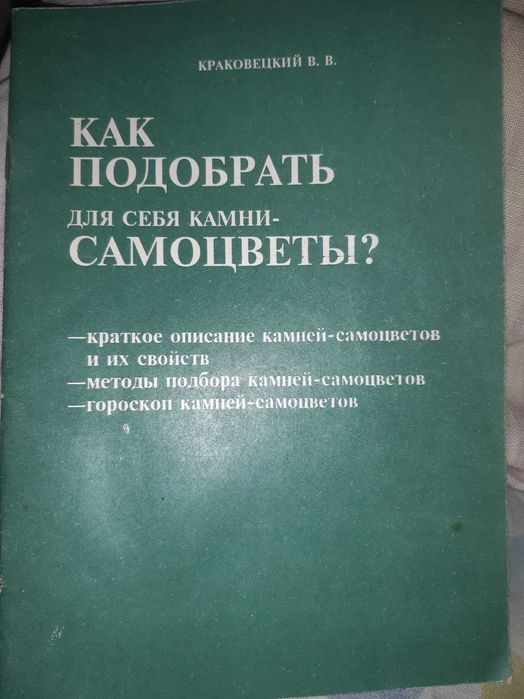 КРАКОВЕЦКИЙ В. В.
КАК
ПОДОБРАТЬ
ДЛЯ СЕБЯ КАМНИ-
САМОЦВЕТЫ?
—краткое описание камней-самоцветов
и их свойств
—методы подбора камней-самоцветов
—гороскоп камней-самоцветов